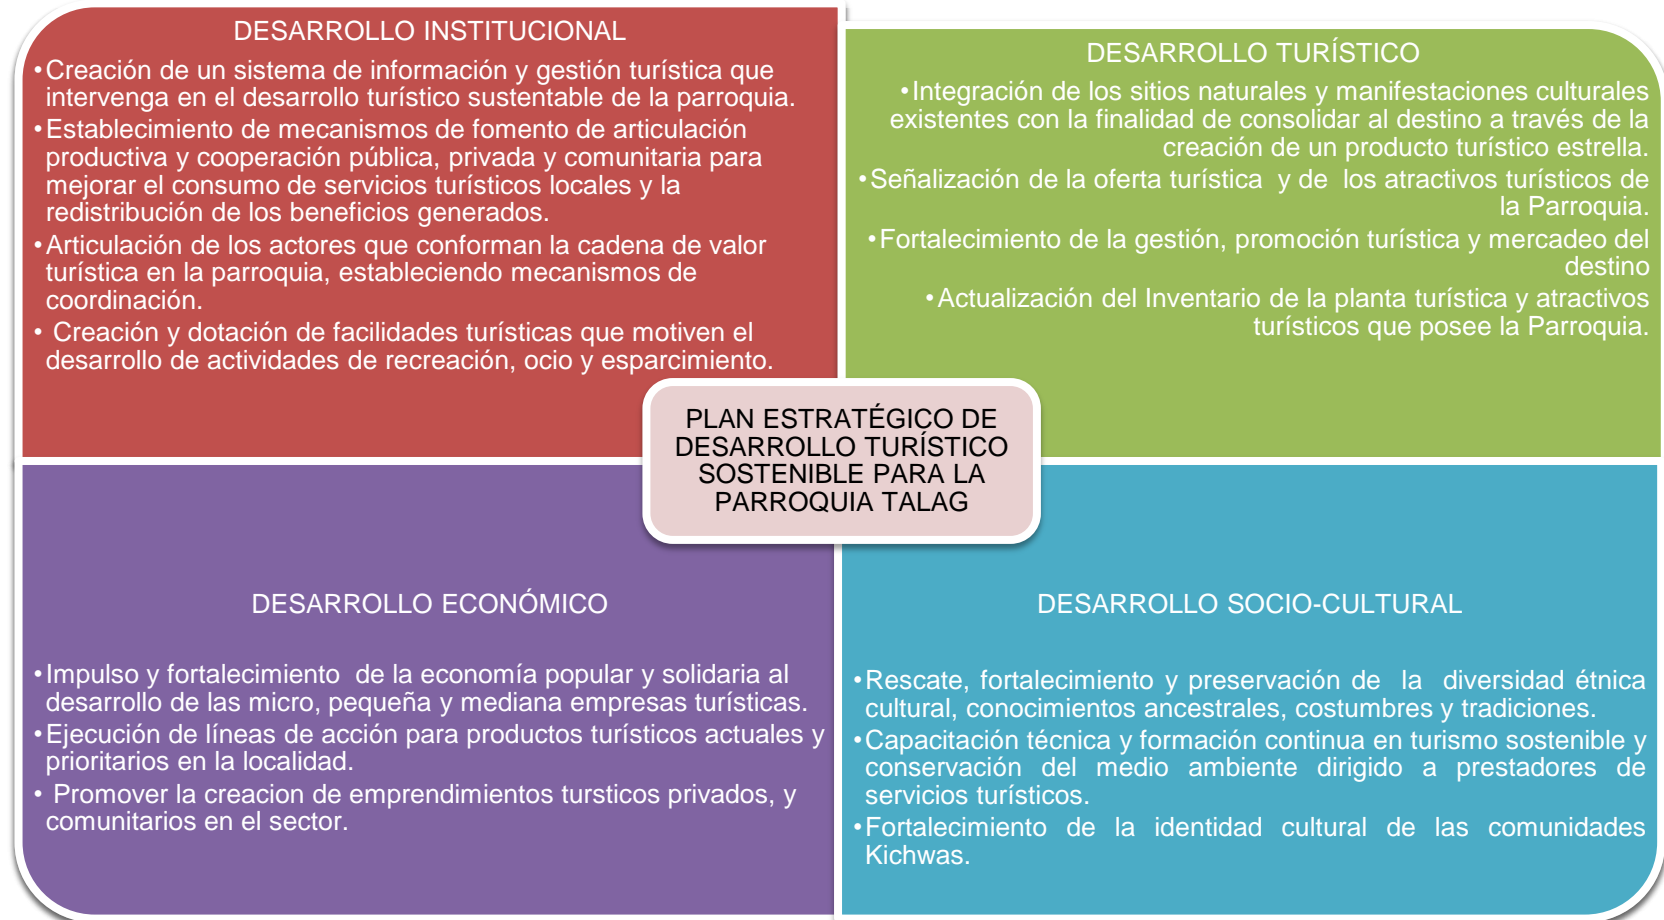 DESARROLLO INSTITUCIONAL
•Creación de un sistema de información y gestión turística que
intervenga en el desarrollo turístico sustentable de la parroquia.
•Establecimiento de mecanismos de fomento de articulación
productiva y cooperación pública, privada y comunitaria para
mejorar el consumo de servicios turísticos locales y la
redistribución de los beneficios generados.
•Articulación de los actores que conforman la cadena de valor
turística en la parroquia, estableciendo mecanismos de
coordinación.
• Creación y dotación de facilidades turísticas que motiven el
desarrollo de actividades de recreación, ocio y esparcimiento.
DESARROLLO TURÍSTICO
•Integración de los sitios naturales y manifestaciones culturales
existentes con la finalidad de consolidar al destino a través de la
creación de un producto turístico estrella.
•Señalización de la oferta turística y de los atractivos turísticos de
la Parroquia.
•Fortalecimiento de la gestión, promoción turística y mercadeo del
destino
•Actualización del Inventario de la planta turística y atractivos
turísticos que posee la Parroquia.
PLAN ESTRATÉGICO DE
DESARROLLO TURÍSTICO
SOSTENIBLE PARA LA
PARROQUIA TALAG
DESARROLLO ECONÓMICO
•Impulso y fortalecimiento de la economía popular y solidaria al
desarrollo de las micro, pequeña y mediana empresas turísticas.
•Ejecución de líneas de acción para productos turísticos actuales y
prioritarios en la localidad.
• Promover la creacion de emprendimientos tursticos privados, y
comunitarios en el sector.
DESARROLLO SOCIO-CULTURAL
•Rescate, fortalecimiento y preservación de la diversidad étnica
cultural, conocimientos ancestrales, costumbres y tradiciones.
•Capacitación técnica y formación continua en turismo sostenible y
conservación del medio ambiente dirigido a prestadores de
servicios turísticos.
•Fortalecimiento de la identidad cultural de las comunidades
Kichwas.